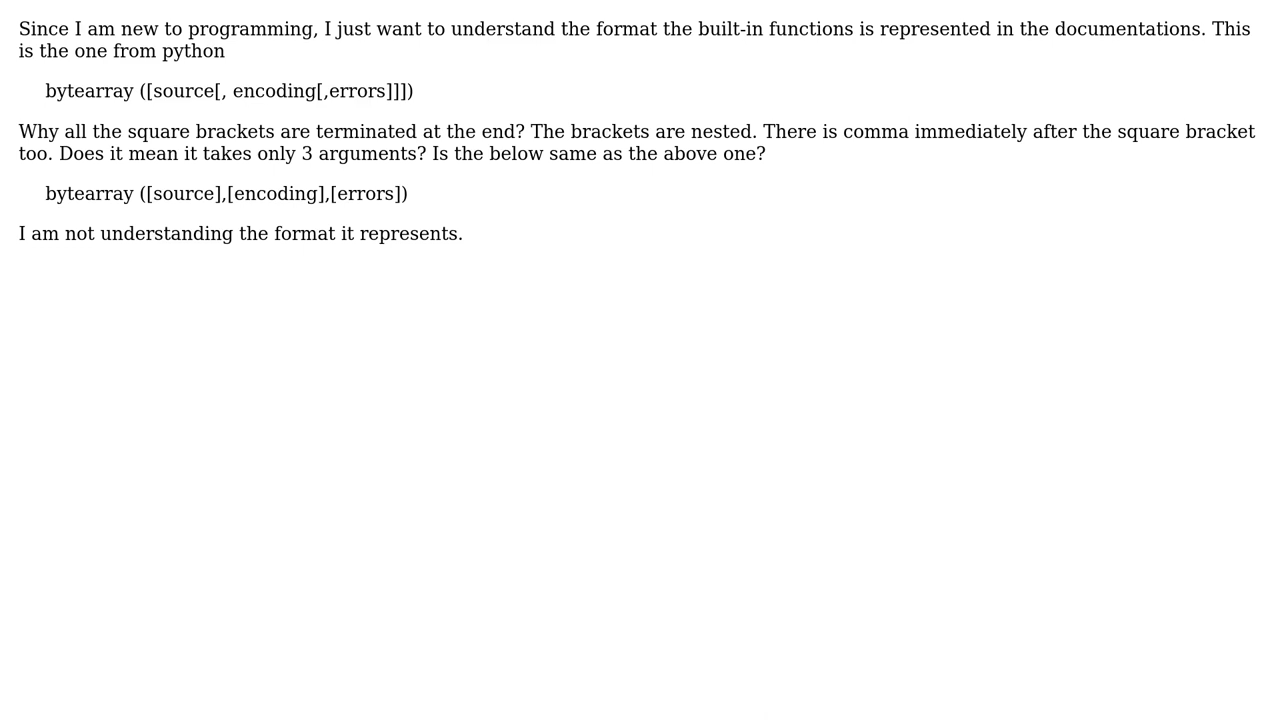 Since I am new to programming, I just want to understand the format the built-in functions is represented in the documentations. This
is the one from python
bytearray ([source[, encoding[,errors]]])
Why all the square brackets are terminated at the end? The brackets are nested. There is comma immediately after the square bracket
too. Does it mean it takes only 3 arguments? Is the below same as the above one?
bytearray ([source],[encoding],[errors])
I am not understanding the format it represents.